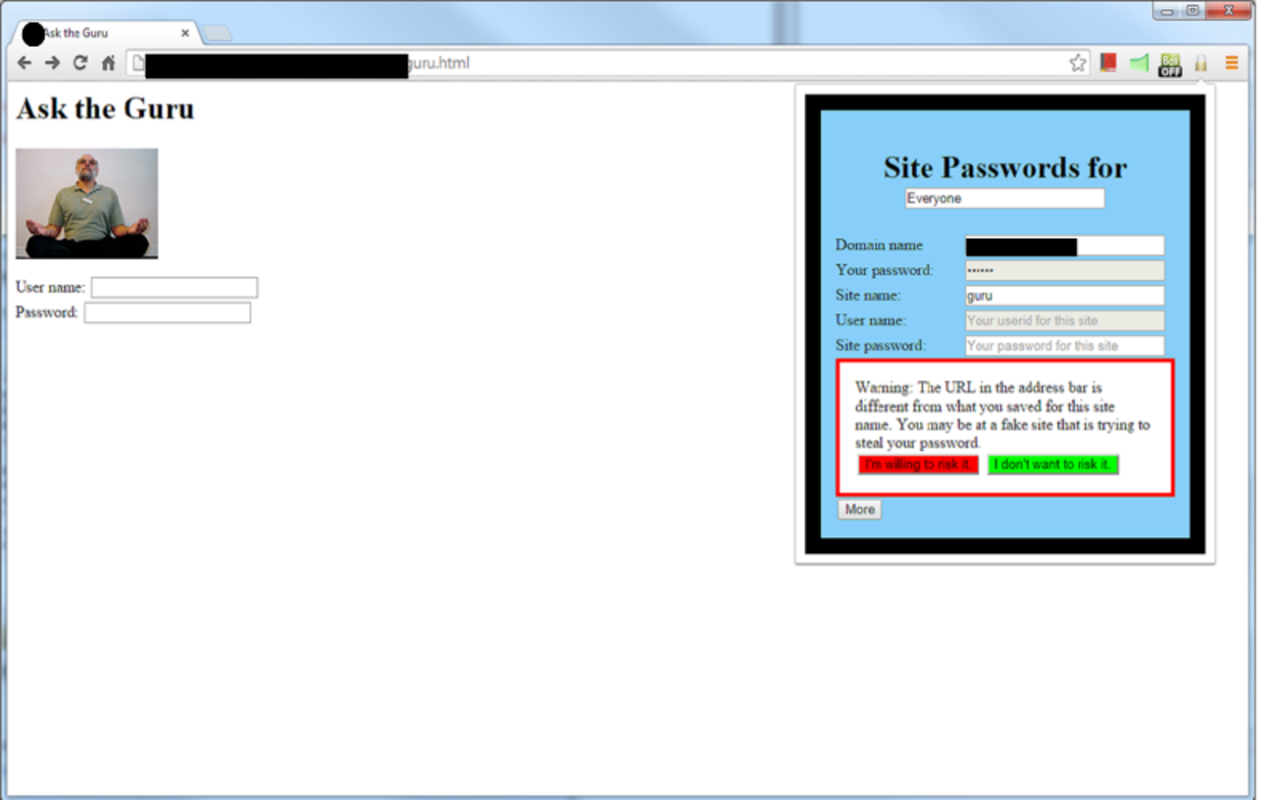 Ask the Guru
guru.html
OFF
Ask the Guru
User name:
Password:
Site Passwords for
Everyone
Domain name
Your password: ••••••
Site name: guru
User name: Your userid for this site
Site password: Your password for this site
Warning: The URL in the address bar is
different from what you saved for this site
name. You may be at a fake site that is trying to
steal your password.
I'm willing to risk it. I don't want to risk it.
More